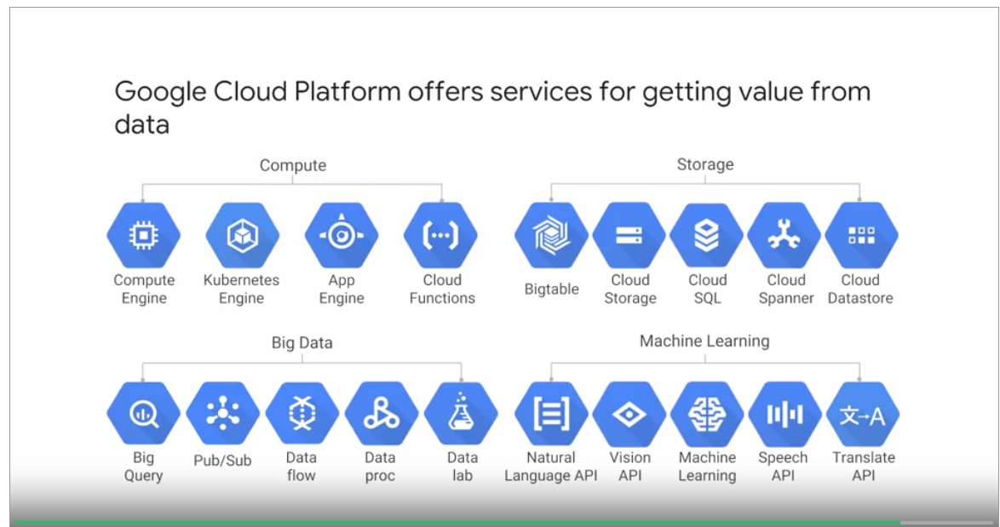 Google Cloud Platform offers services for getting value from
data
Compute
Compute
Engine
Kubernetes
Engine
App
Engine
Cloud
Functions
Storage
Bigtable
Cloud
Storage
Cloud
SQL
Cloud
Spanner
Cloud
Datastore
Big Data
Big
Query
Pub/Sub
Data
flow
Data
proc
Data
lab
Machine Learning
Natural
Language API
Vision
API
Machine
Learning
Speech
API
文→A
Translate
API